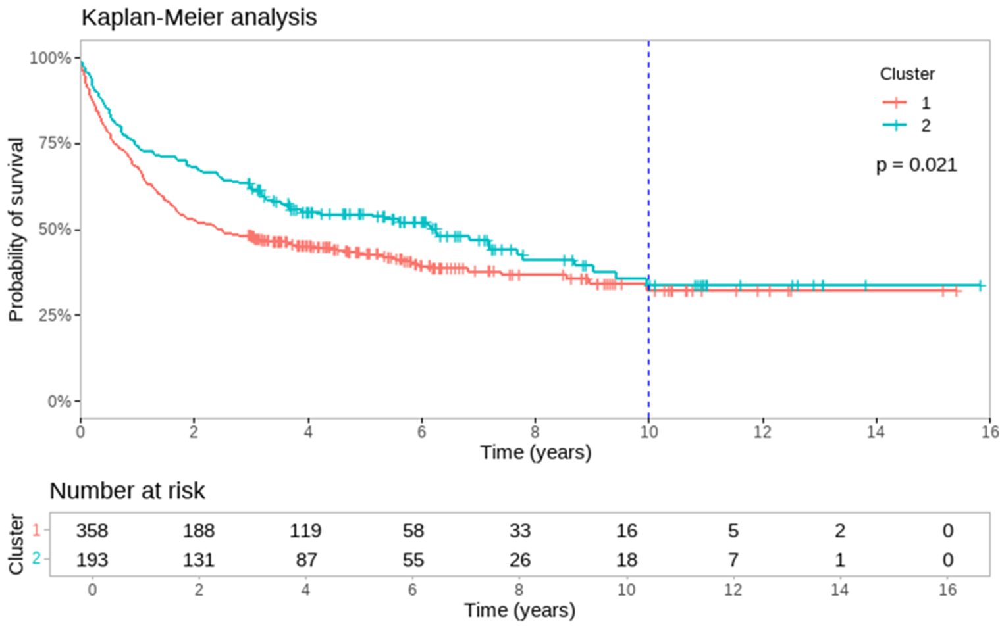 Kaplan-Meier analysis
100%
75%
50%
25%
0%
Probability of survival
Cluster
1
2
p = 0.021
0 2 4 6 8 10 12 14 16
Time (years)
Number at risk
Cluster
1 358 188 119 58 33 16 5 2 0
2 193 131 87 55 26 18 7 1 0
0 2 4 6 8 10 12 14 16
Time (years)